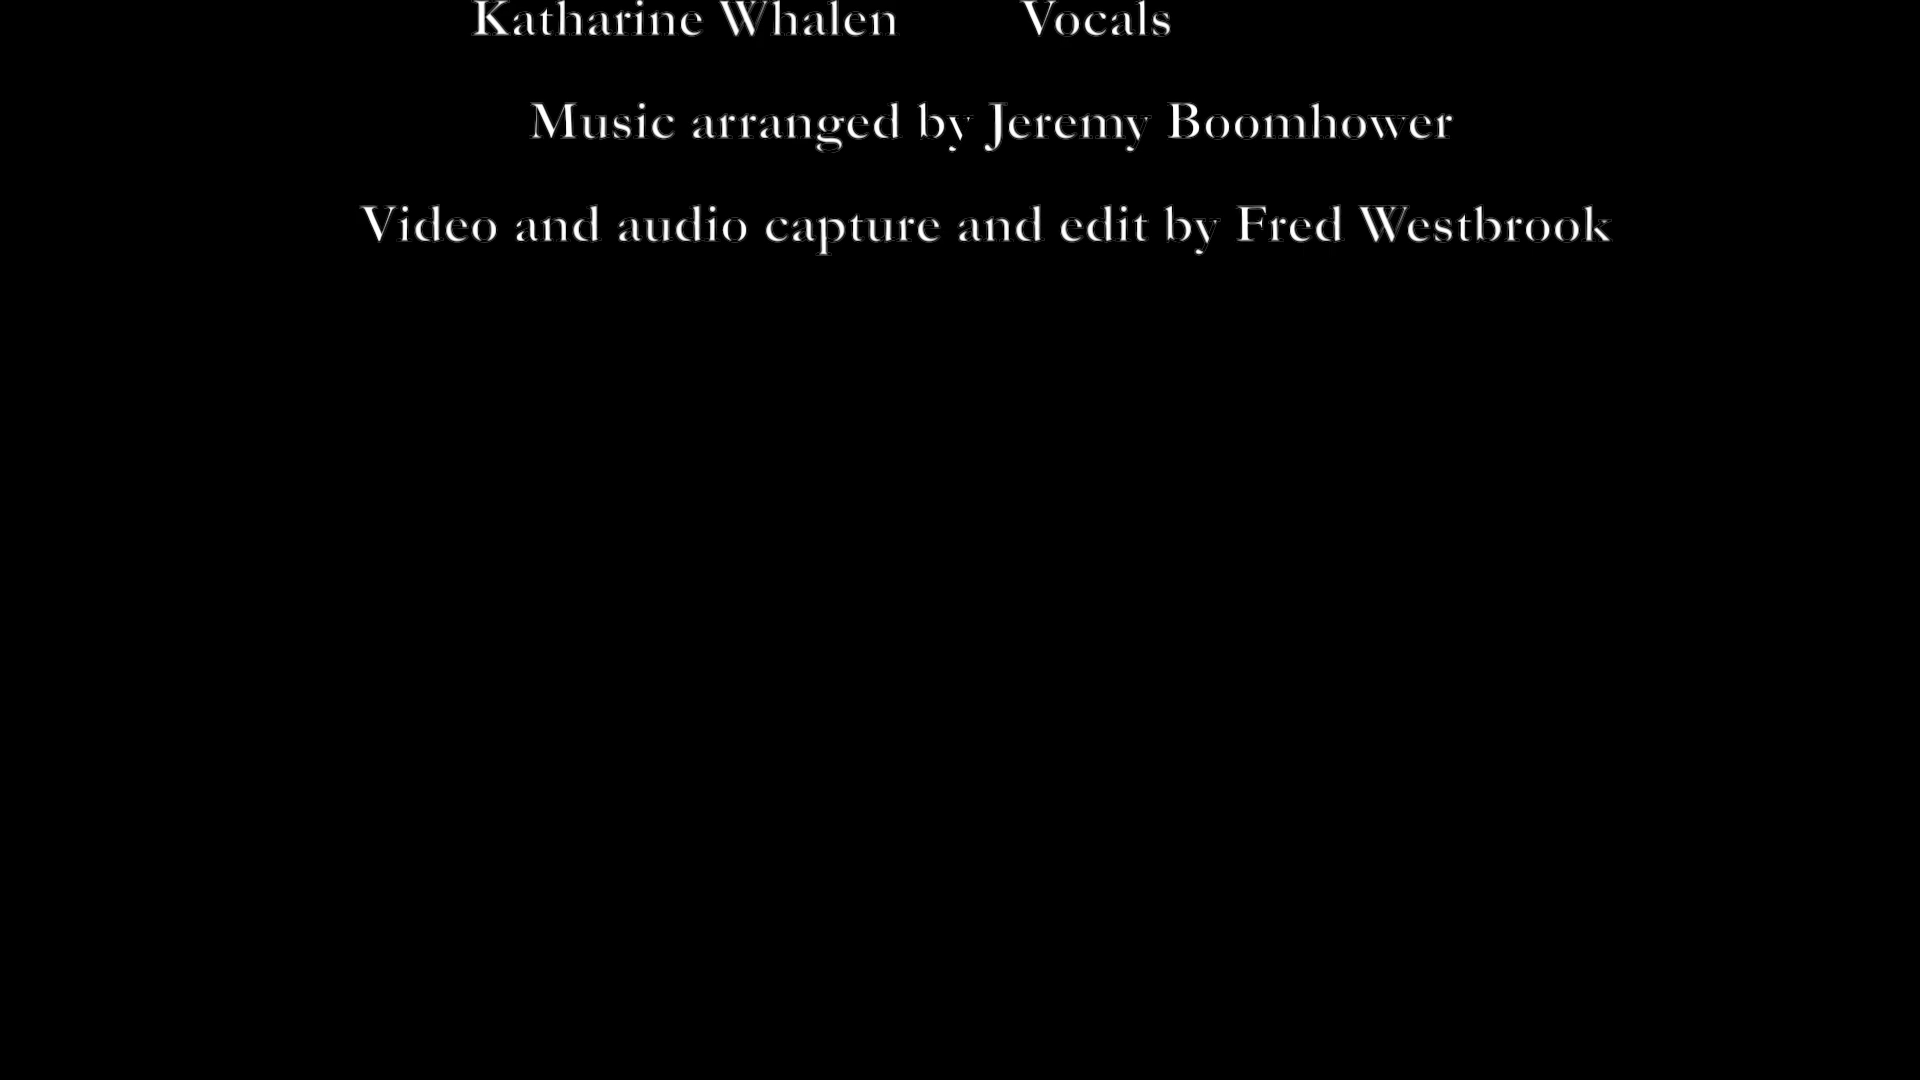 Katharine Whalen Vocals
Music arranged by Jeremy Boomhower
Video and audio capture and edit by Fred Westbrook